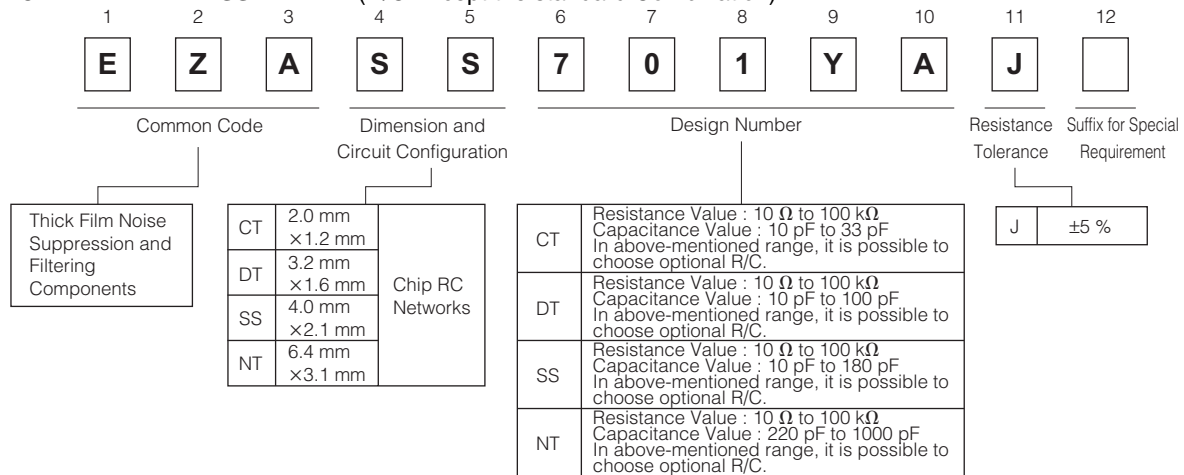 1 2 3 4 5 6 7 8 9 10 11 12
E Z A S S 7 0 1 Y A J
Common Code
Dimension and
Circuit Configuration
Design Number
Resistance
Tolerance
Suffix for Special
Requirement
Thick Film Noise
Suppression and
Filtering
Components
CT
2.0 mm
×1.2 mm
DT
3.2 mm
×1.6 mm
SS
4.0 mm
×2.1 mm
NT
6.4 mm
×3.1 mm
Chip RC
Networks
CT
Resistance Value : 10 Ω to 100 kΩ
Capacitance Value : 10 pF to 33 pF
In above-mentioned range, it is possible to
choose optional R/C.
DT
Resistance Value : 10 Ω to 100 kΩ
Capacitance Value : 10 pF to 100 pF
In above-mentioned range, it is possible to
choose optional R/C.
SS
Resistance Value : 10 Ω to 100 kΩ
Capacitance Value : 10 pF to 180 pF
In above-mentioned range, it is possible to
choose optional R/C.
NT
Resistance Value : 10 Ω to 100 kΩ
Capacitance Value : 220 pF to 1000 pF
In above-mentioned range, it is possible to
choose optional R/C.
J ±5 %